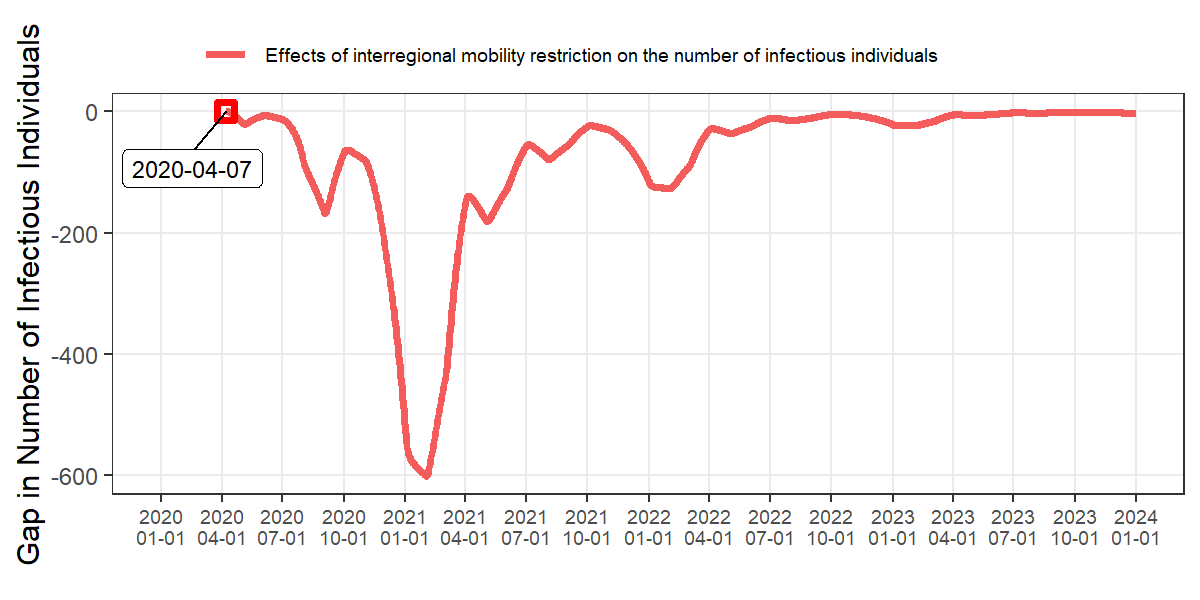 Effects of interregional mobility restriction on the number of infectious individuals
Gap in Number of Infectious Individuals
0
-200
-400
-600
2020-04-07
2020 2020 2020 2020 2021 2021 2021 2021 2022 2022 2022 2022 2023 2023 2023 2023 2024
01-01 04-01 07-01 10-01 01-01 04-01 07-01 10-01 01-01 04-01 07-01 10-01 01-01 04-01 07-01 10-01 01-01